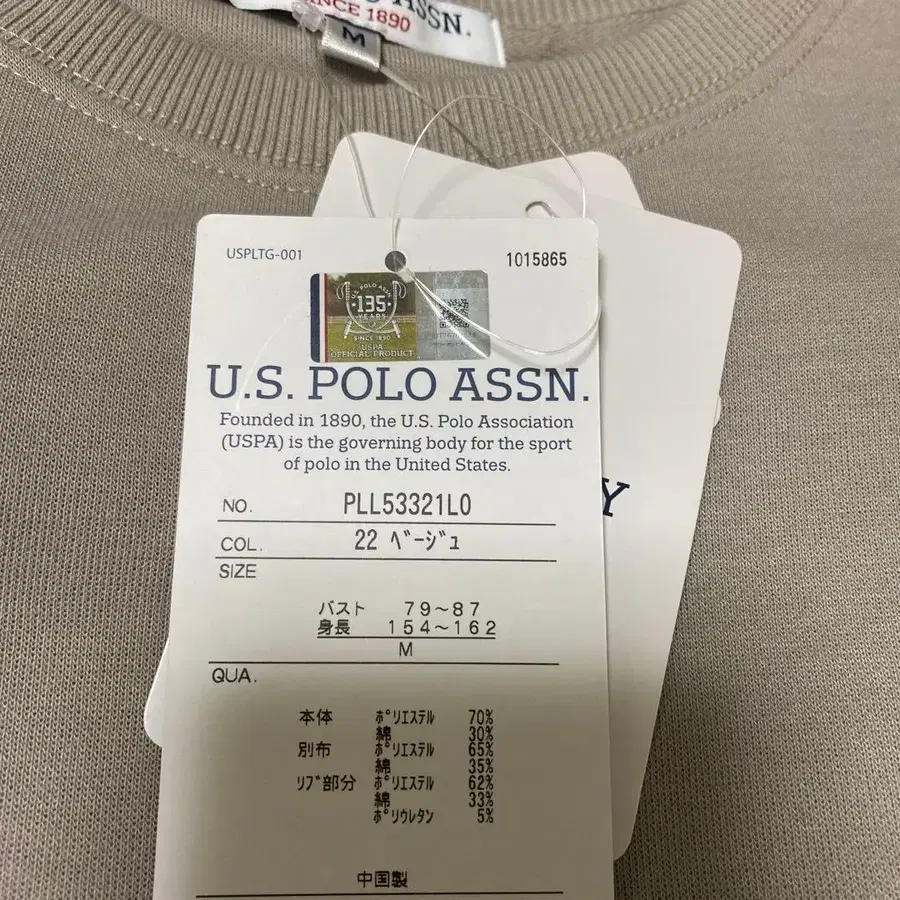 ASSN.
SINCE 1890
M
USPLTG-001
1015865
U.S. POLO ASSN.
135
YEARS
SINCE 1890
USPA
OFFICIAL PRODUCT
U.S. POLO ASSN.
Founded in 1890, the U.S. Polo Association
(USPA) is the governing body for the sport
of polo in the United States.
NO. PLL53321L0
COL. 22 ﾍﾞｰｼﾞｭ
SIZE
バスト 79～87
身長 154～162
M
QUA.
本体 ﾎﾟﾘｴｽﾃﾙ 70%
綿 30%
別布 ﾎﾟﾘｴｽﾃﾙ 65%
綿 35%
ﾘﾌﾞ部分 ﾎﾟﾘｴｽﾃﾙ 62%
綿 33%
ﾎﾟﾘｳﾚﾀﾝ 5%
中国製
Y